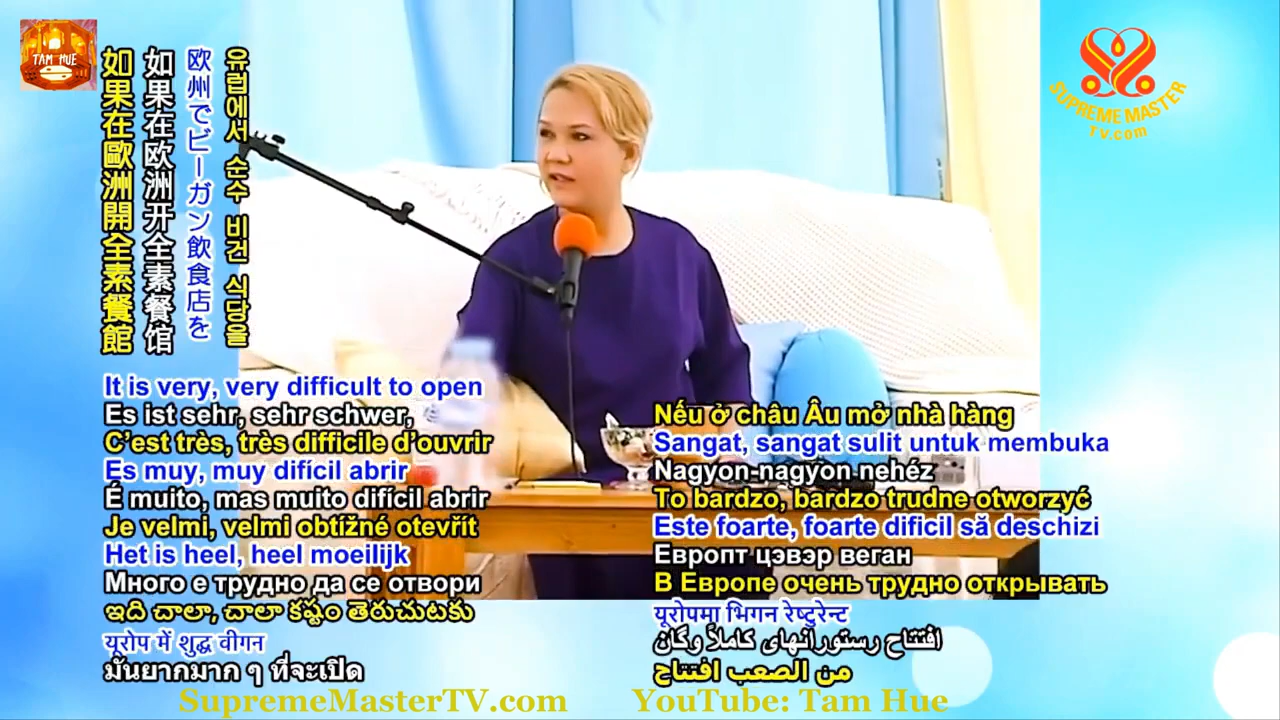 TAM HUE
SUPREME MASTER
TV.com
如果在歐洲開全素餐館
如果在欧洲开全素餐馆
欧州でビーガン飲食店を
유럽에서 순수 비건 식당을
It is very, very difficult to open
Es ist sehr, sehr schwer,
C'est très, très difficile d'ouvrir
Es muy, muy difícil abrir
É muito, mas muito difícil abrir
Je velmi, velmi obtížné otevřít
Het is heel, heel moeilijk
Много е трудно да се отвори
ఇది చాలా, చాలా కష్టం తెరుచుటకు
यूरोप में शुद्ध वीगन
มันยากมาก ๆ ที่จะเปิด
Nếu ở châu Âu mở nhà hàng
Sangat, sangat sulit untuk membuka
Nagyon-nagyon nehéz
To bardzo, bardzo trudne otworzyć
Este foarte, foarte dificil să deschizi
Европт цэвэр веган
В Европе очень трудно открывать
यूरोपमा भिगन रेष्टुरेन्ट
افتتاح رستورانهای کاملاً وگان
من الصعب افتتاح
SupremeMasterTV.com
YouTube: Tam Hue